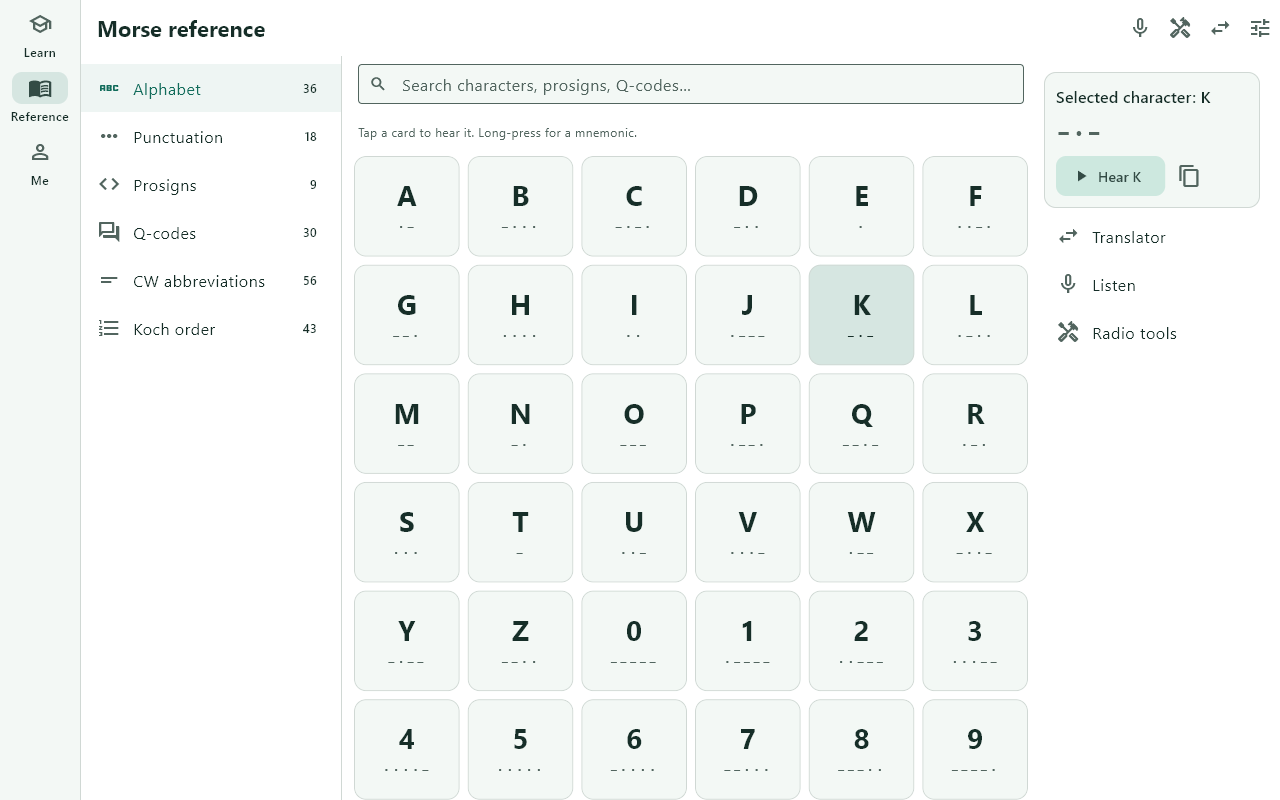 Learn
Reference
Me
Morse reference
ABC Alphabet 36
Punctuation 18
Prosigns 9
Q-codes 30
CW abbreviations 56
Koch order 43
Search characters, prosigns, Q-codes...
Tap a card to hear it. Long-press for a mnemonic.
A B C D E F
·– –··· –·–· –·· · ··–·
G H I J K L
––· ···· ·· ·––– –·– ·–··
M N O P Q R
–– –· ––– ·––· ––·– ·–·
S T U V W X
··· – ··– ···– ·–– –··–
Y Z 0 1 2 3
–·–– ––·· ––––– ·–––– ··––– ···––
4 5 6 7 8 9
····– ····· –···· ––··· –––·· ––––·
Selected character: K
–·–
Hear K
Translator
Listen
Radio tools